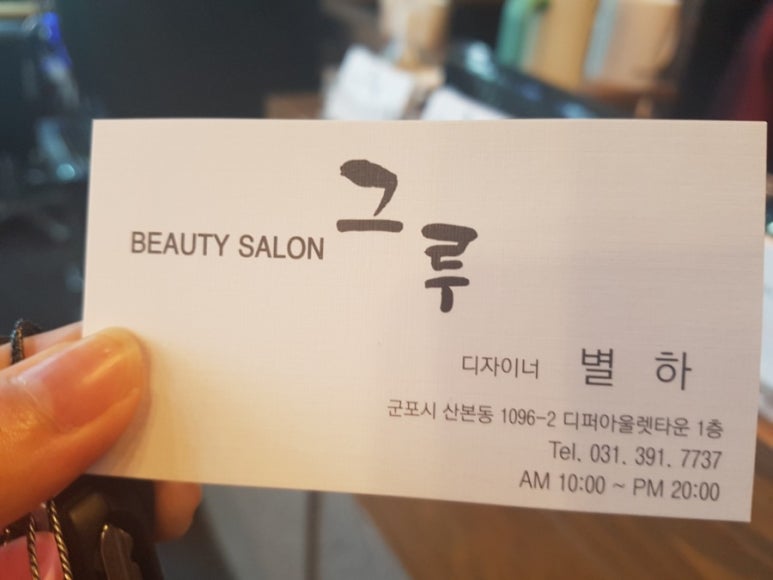 BEAUTY SALON 그루
디자이너 별 하
군포시 산본동 1096-2 디퍼아울렛타운 1층
Tel. 031. 391. 7737
AM 10:00 ~ PM 20:00